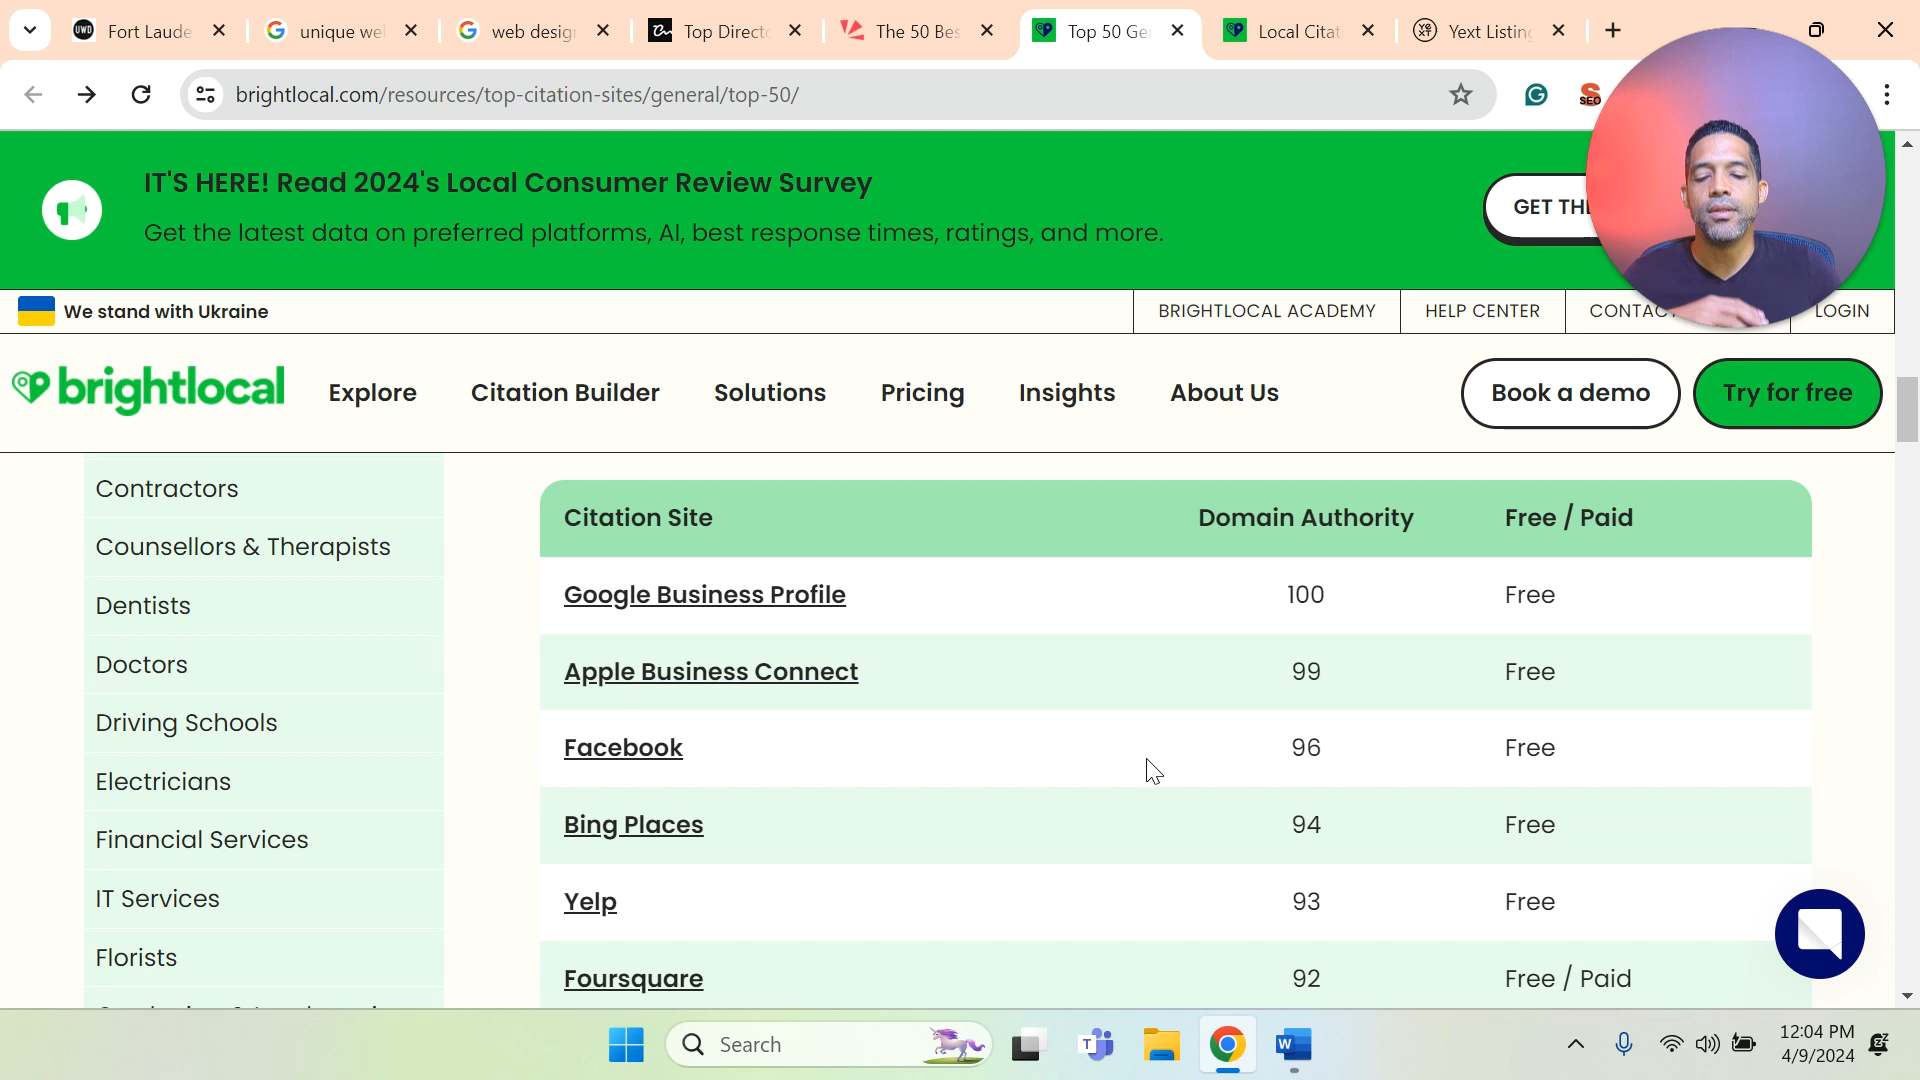 UWD
Fort Laude
unique we
web desig
Top Direct
The 50 Bes
Top 50 Ge
Local Citat
Yext Listin
brightlocal.com/resources/top-citation-sites/general/top-50/
SEO
IT'S HERE! Read 2024's Local Consumer Review Survey
Get the latest data on preferred platforms, AI, best response times, ratings, and more.
GET THE
We stand with Ukraine
BRIGHTLOCAL ACADEMY
HELP CENTER
CONTACT
LOGIN
brightlocal
Explore
Citation Builder
Solutions
Pricing
Insights
About Us
Book a demo
Try for free
Contractors
Counsellors & Therapists
Dentists
Doctors
Driving Schools
Electricians
Financial Services
IT Services
Florists
Citation Site Domain Authority Free / Paid
Google Business Profile 100 Free
Apple Business Connect 99 Free
Facebook 96 Free
Bing Places 94 Free
Yelp 93 Free
Foursquare 92 Free / Paid
Search
12:04 PM
4/9/2024